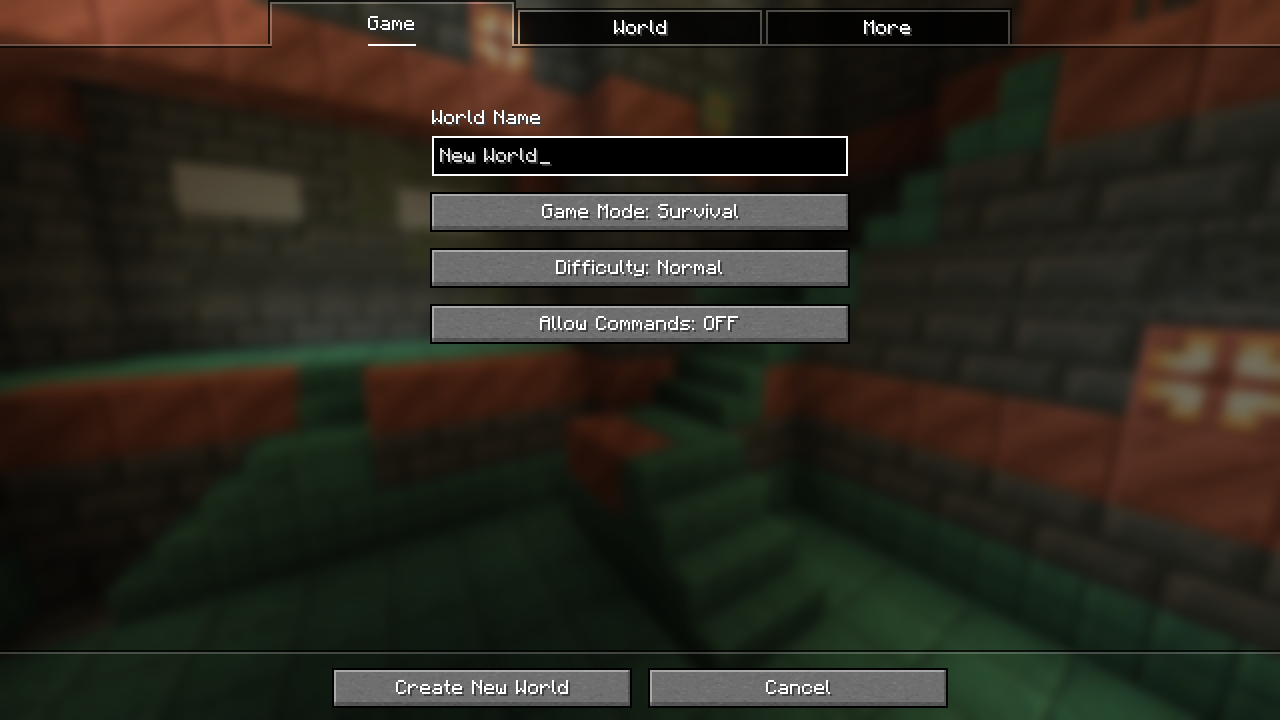 Game
World
More
World Name
New World_
Game Mode: Survival
Difficulty: Normal
Allow Commands: OFF
Create New World
Cancel